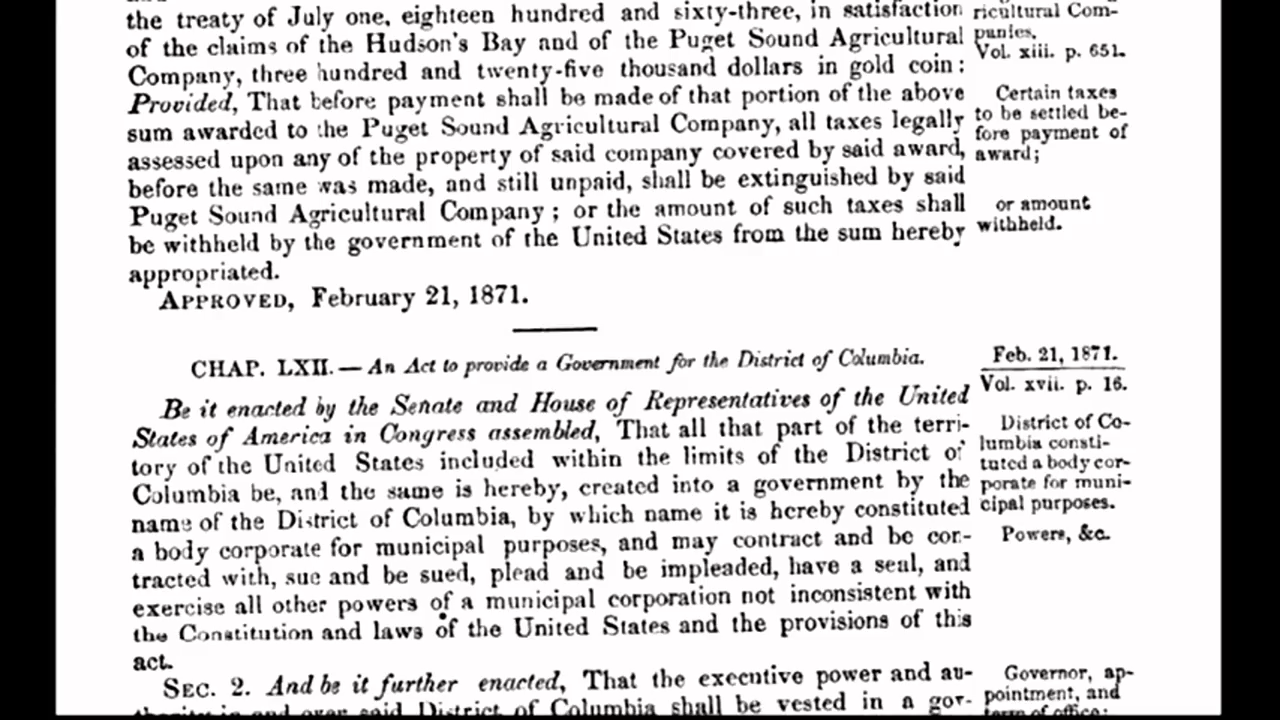 the treaty of July one, eighteen hundred and sixty-three, in satisfaction
of the claims of the Hudson's Bay and of the Puget Sound Agricultural
Company, three hundred and twenty-five thousand dollars in gold coin:
Provided, That before payment shall be made of that portion of the above
sum awarded to the Puget Sound Agricultural Company, all taxes legally
assessed upon any of the property of said company covered by said award,
before the same was made, and still unpaid, shall be extinguished by said
Puget Sound Agricultural Company; or the amount of such taxes shall
be withheld by the government of the United States from the sum hereby
appropriated.
APPROVED, February 21, 1871.
ricultural Com-
panies.
Vol. xiii. p. 651.
Certain taxes
to be settled be-
fore payment of
award;
or amount
withheld.
CHAP. LXII. — An Act to provide a Government for the District of Columbia.
Be it enacted by the Senate and House of Representatives of the United
States of America in Congress assembled, That all that part of the terri-
tory of the United States included within the limits of the District of
Columbia be, and the same is hereby, created into a government by the
name of the District of Columbia, by which name it is hereby constituted
a body corporate for municipal purposes, and may contract and be con-
tracted with, sue and be sued, plead and be impleaded, have a seal, and
exercise all other powers of a municipal corporation not inconsistent with
the Constitution and laws of the United States and the provisions of this
act.
Feb. 21, 1871.
Vol. xvii. p. 16.
District of Co-
lumbia consti-
tuted a body cor-
porate for muni-
cipal purposes.
Powers, &c.
SEC. 2. And be it further enacted, That the executive power and au-
thority in and over said District of Columbia shall be vested in a gov-
Governor, ap-
pointment, and
term of office;